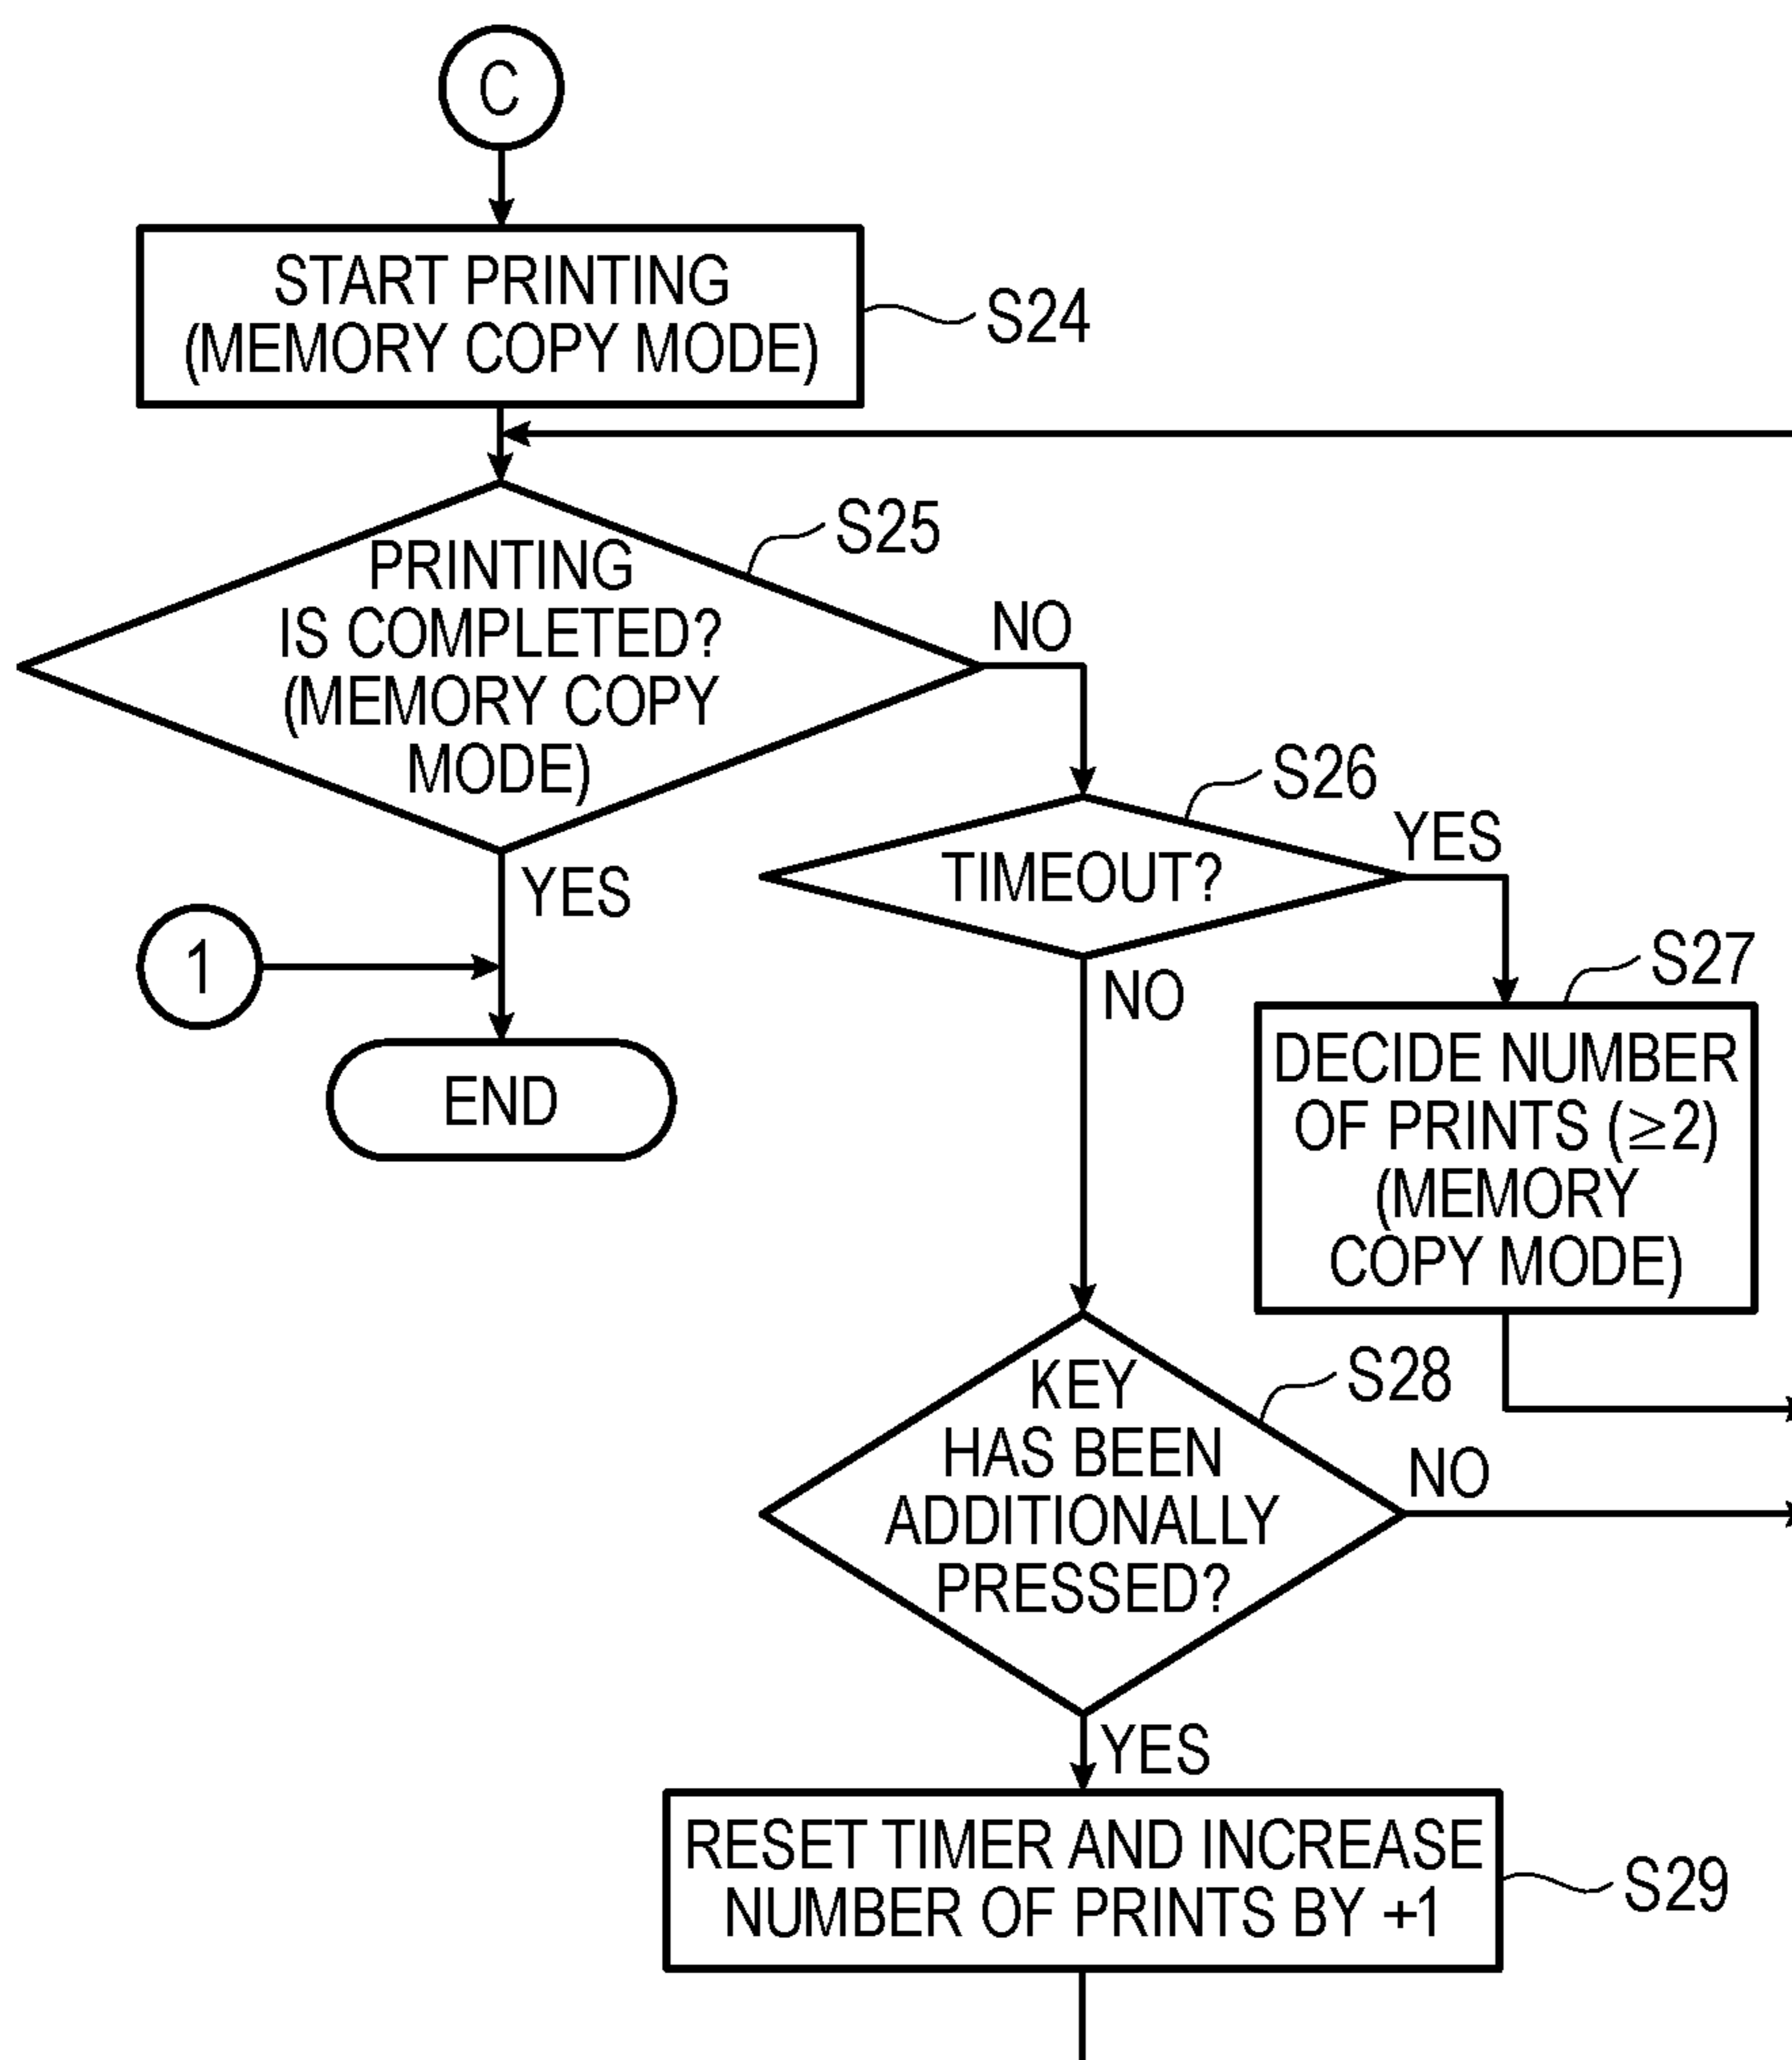 C
START PRINTING
(MEMORY COPY MODE)
S24
PRINTING
IS COMPLETED?
(MEMORY COPY
MODE)
S25
NO
YES
1
END
TIMEOUT?
S26
YES
NO
DECIDE NUMBER
OF PRINTS (≥2)
(MEMORY
COPY MODE)
S27
KEY
HAS BEEN
ADDITIONALLY
PRESSED?
S28
NO
YES
RESET TIMER AND INCREASE
NUMBER OF PRINTS BY +1
S29